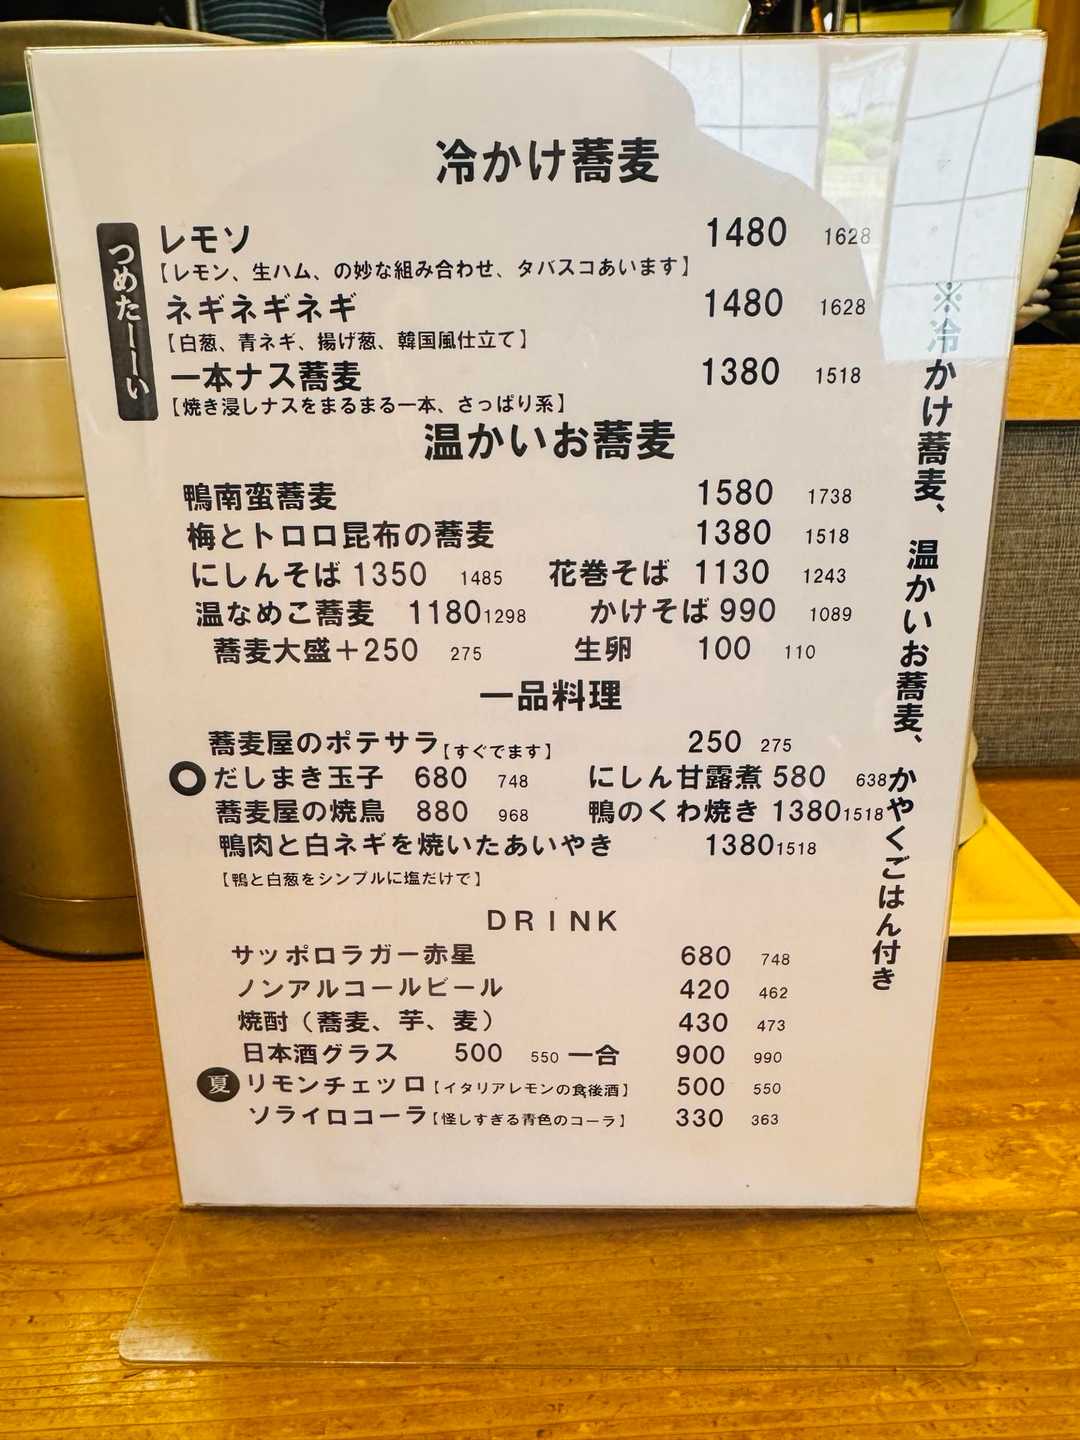 冷かけ蕎麦
つめたーーい
レモソ 1480 1628
【レモン、生ハム、の妙な組み合わせ、タバスコあいます】
ネギネギネギ 1480 1628
【白葱、青ネギ、揚げ葱、韓国風仕立て】
一本ナス蕎麦 1380 1518
【焼き浸しナスをまるまる一本、さっぱり系】
温かいお蕎麦
鴨南蛮蕎麦 1580 1738
梅とトロロ昆布の蕎麦 1380 1518
にしんそば 1350 1485 花巻そば 1130 1243
温なめこ蕎麦 1180 1298 かけそば 990 1089
蕎麦大盛＋250 275 生卵 100 110
一品料理
蕎麦屋のポテサラ【すぐでます】 250 275
○だしまき玉子 680 748 にしん甘露煮 580 638
蕎麦屋の焼鳥 880 968 鴨のくわ焼き 1380 1518
鴨肉と白ネギを焼いたあいやき 1380 1518
【鴨と白葱をシンプルに塩だけで】
DRINK
サッポロラガー赤星 680 748
ノンアルコールビール 420 462
焼酎（蕎麦、芋、麦） 430 473
日本酒グラス 500 550 一合 900 990
夏 リモンチェッロ【イタリアレモンの食後酒】 500 550
ソライロコーラ【怪しすぎる青色のコーラ】 330 363
※冷かけ蕎麦、温かいお蕎麦、かやくごはん付き